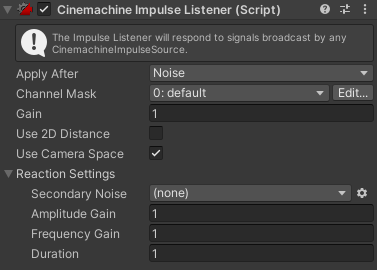 Cinemachine Impulse Listener (Script)
The Impulse Listener will respond to signals broadcast by any
CinemachineImpulseSource.
Apply After Noise
Channel Mask 0: default Edit...
Gain 1
Use 2D Distance
Use Camera Space
Reaction Settings
Secondary Noise (none)
Amplitude Gain 1
Frequency Gain 1
Duration 1